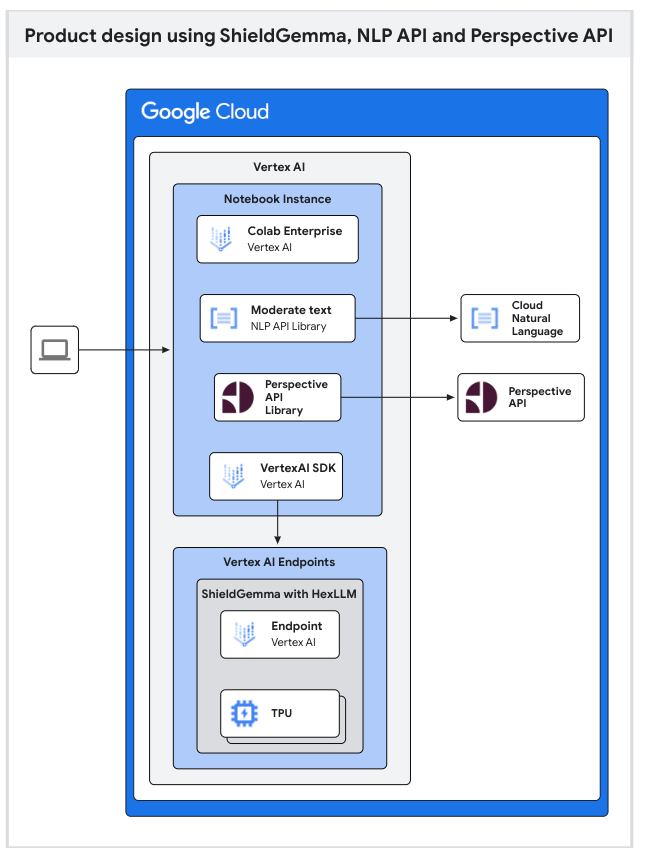 Product design using ShieldGemma, NLP API and Perspective API
Google Cloud
Vertex AI
Notebook Instance
Colab Enterprise
Vertex AI
Moderate text
NLP API Library
Cloud
Natural
Language
Perspective
API
Library
Perspective
API
VertexAI SDK
Vertex AI
Vertex AI Endpoints
ShieldGemma with HexLLM
Endpoint
Vertex AI
TPU